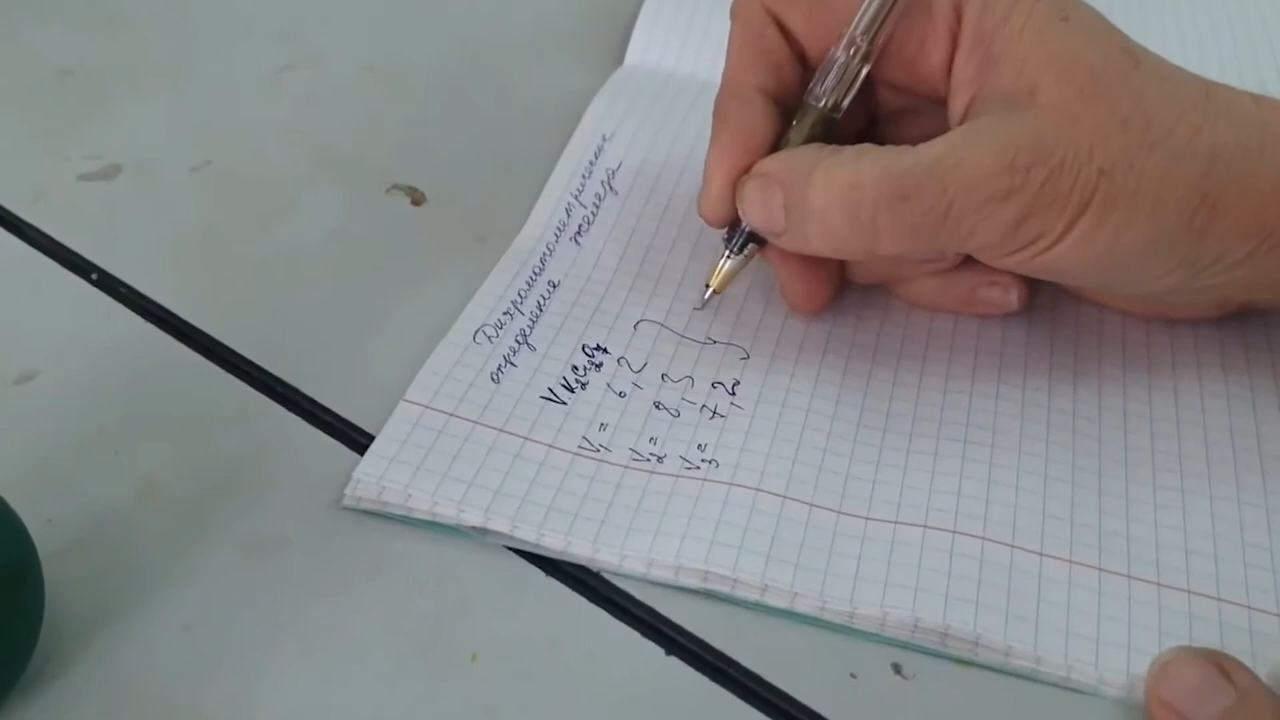 Дихроматометрическое
определение железа
V K₂Cr₂O₇
V₁ = 6,2
V₂ = 8,3
V₃ = 7,2